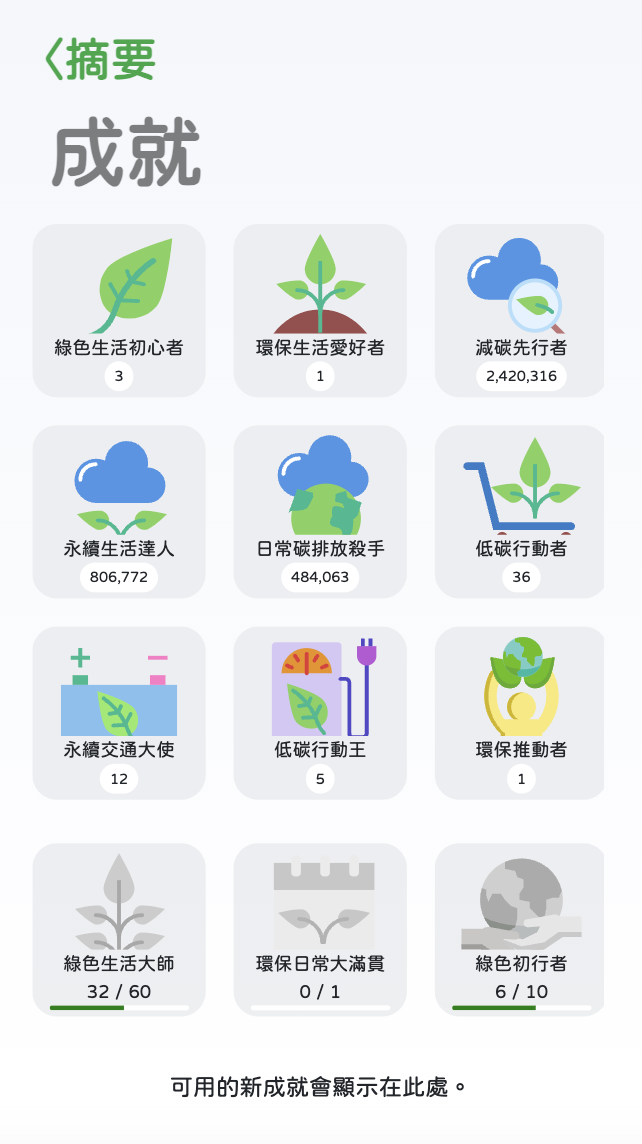 〈摘要
成就
綠色生活初心者
3
環保生活愛好者
1
減碳先行者
2,420,316
永續生活達人
806,772
日常碳排放殺手
484,063
低碳行動者
36
永續交通大使
12
低碳行動王
5
環保推動者
1
綠色生活大師
32 / 60
環保日常大滿貫
0 / 1
綠色初行者
6 / 10
可用的新成就會顯示在此處。